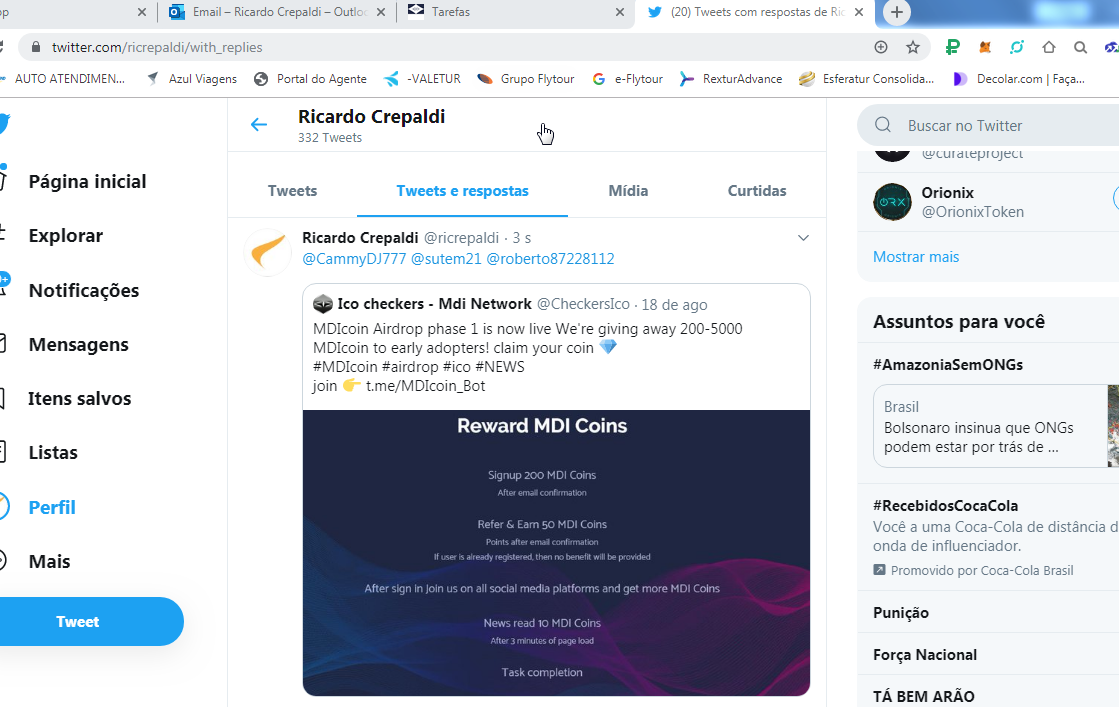 Email – Ricardo Crepaldi – Outlo
Tarefas
(20) Tweets com respostas de Ric
twitter.com/ricrepaldi/with_replies
AUTO ATENDIMEN...
Azul Viagens
Portal do Agente
-VALETUR
Grupo Flytour
e-Flytour
RexturAdvance
Esferatur Consolida...
Decolar.com | Faça...
Página inicial
Explorar
Notificações
Mensagens
Itens salvos
Listas
Perfil
Mais
Tweet
Ricardo Crepaldi
332 Tweets
Tweets
Tweets e respostas
Mídia
Curtidas
Ricardo Crepaldi @ricrepaldi · 3 s
@CammyDJ777 @sutem21 @roberto87228112
Ico checkers - Mdi Network @CheckersIco · 18 de ago
MDIcoin Airdrop phase 1 is now live We're giving away 200-5000
MDIcoin to early adopters! claim your coin 💎
#MDIcoin #airdrop #ico #NEWS
join 👉 t.me/MDIcoin_Bot
Reward MDI Coins
Signup 200 MDI Coins
After email confirmation
Refer & Earn 50 MDI Coins
Points after email confirmation
If user is already registered, then no benefit will be provided
After sign in join us on all social media platforms and get more MDI Coins
News read 10 MDI Coins
After 3 minutes of page load
Task completion
Buscar no Twitter
@curateproject
ORX
Orionix
@OrionixToken
Mostrar mais
Assuntos para você
#AmazoniaSemONGs
Brasil
Bolsonaro insinua que ONGs
podem estar por trás de ...
#RecebidosCocaCola
Você a uma Coca-Cola de distância d
onda de influenciador.
Promovido por Coca-Cola Brasil
Punição
Força Nacional
TÁ BEM ARÃO